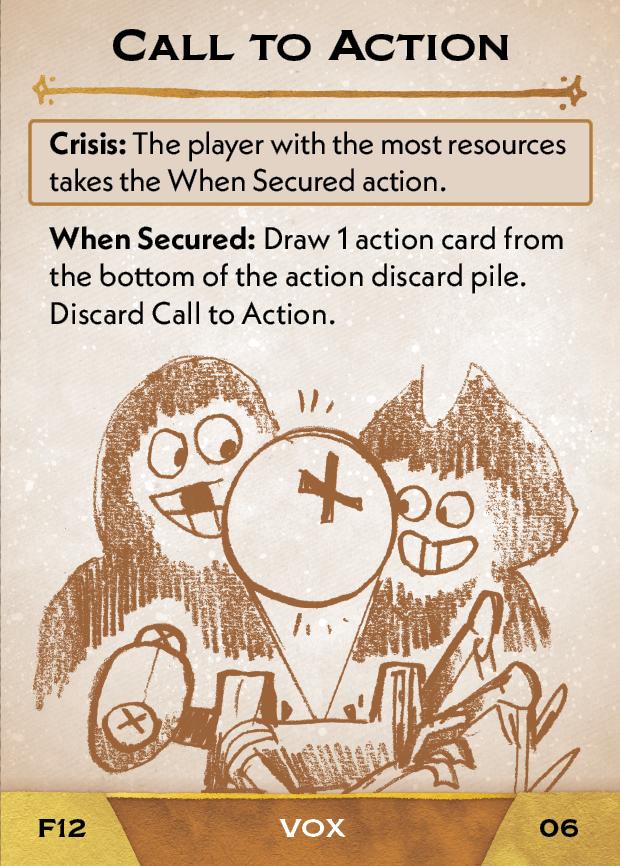 Call to Action
Crisis: The player with the most resources
takes the When Secured action.
When Secured: Draw 1 action card from
the bottom of the action discard pile.
Discard Call to Action.
F12 VOX 06